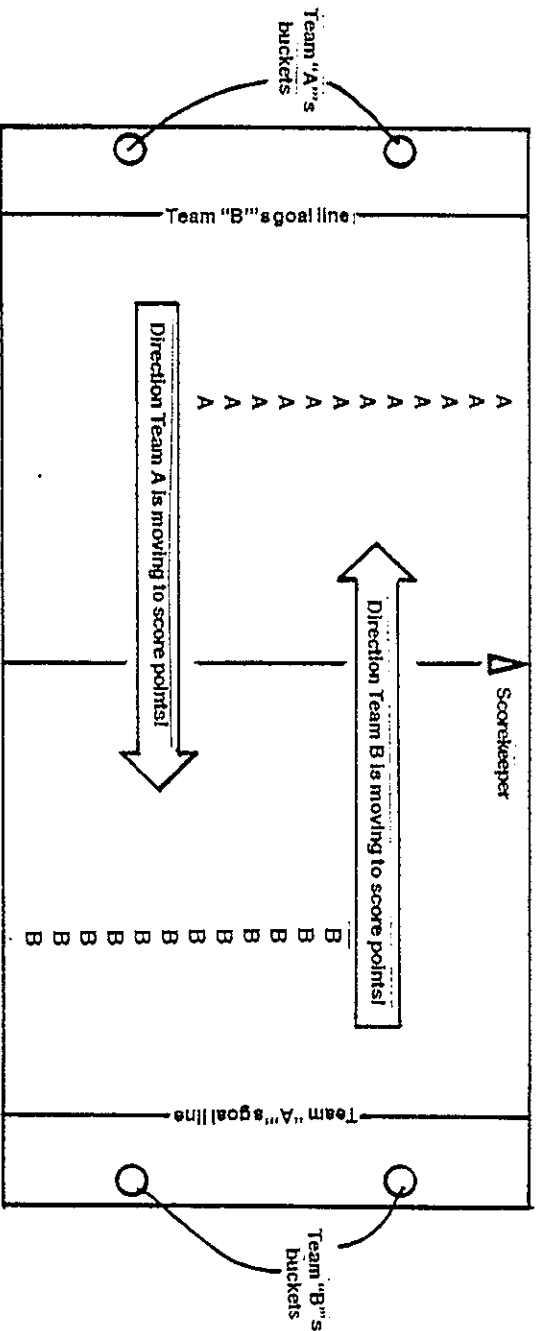 Team "A"'s
buckets
Team "B"'s goal line
A
A
A
A
A
A
A
A
A
A
A
A
Scorekeeper
Direction Team B is moving to score points!
Direction Team A is moving to score points!
B
B
B
B
B
B
B
B
B
B
B
B
Team "A"'s goal line
Team "B"'s
buckets